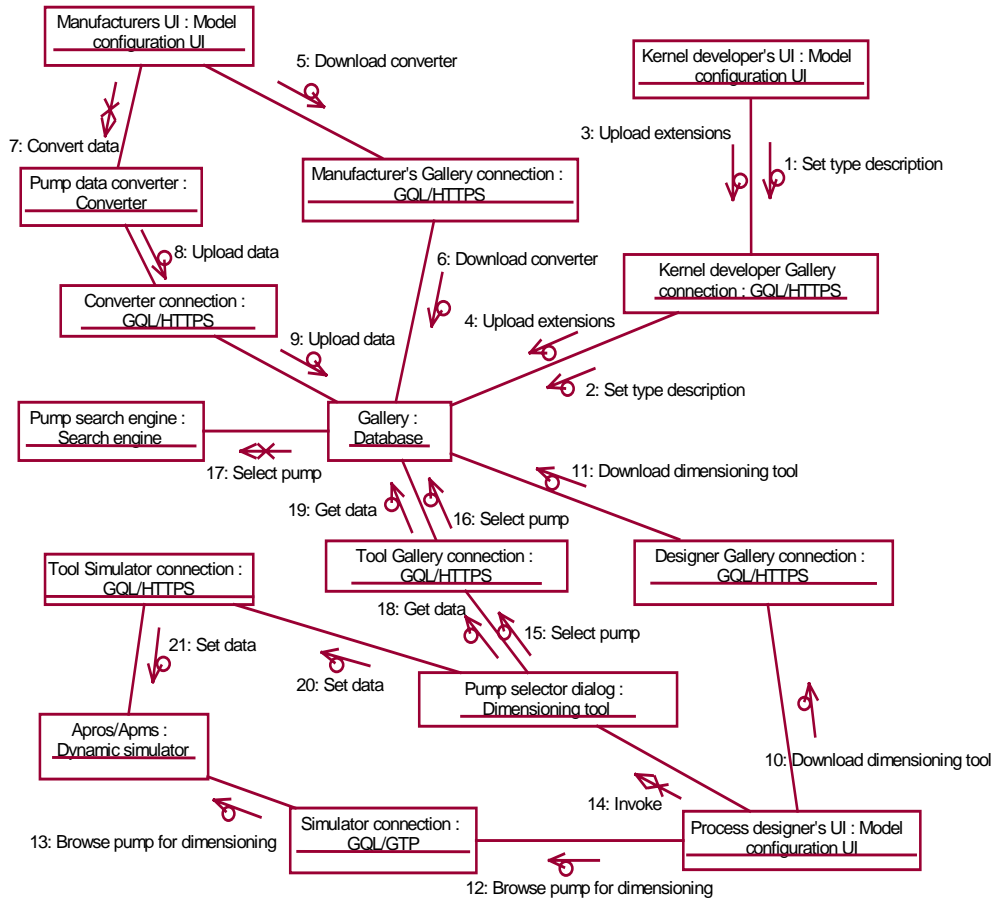 Manufacturers UI : Model
configuration UI
5: Download converter
Kernel developer's UI : Model
configuration UI
3: Upload extensions
7: Convert data
1: Set type description
Pump data converter :
Converter
Manufacturer's Gallery connection :
GQL/HTTPS
8: Upload data
6: Download converter
Kernel developer Gallery
connection : GQL/HTTPS
Converter connection :
GQL/HTTPS
4: Upload extensions
9: Upload data
2: Set type description
Pump search engine :
Search engine
Gallery :
Database
17: Select pump
11: Download dimensioning tool
19: Get data
16: Select pump
Tool Simulator connection :
GQL/HTTPS
Tool Gallery connection :
GQL/HTTPS
Designer Gallery connection :
GQL/HTTPS
18: Get data
15: Select pump
21: Set data
20: Set data
Pump selector dialog :
Dimensioning tool
Apros/Apms :
Dynamic simulator
10: Download dimensioning tool
14: Invoke
13: Browse pump for dimensioning
Simulator connection :
GQL/GTP
Process designer's UI : Model
configuration UI
12: Browse pump for dimensioning